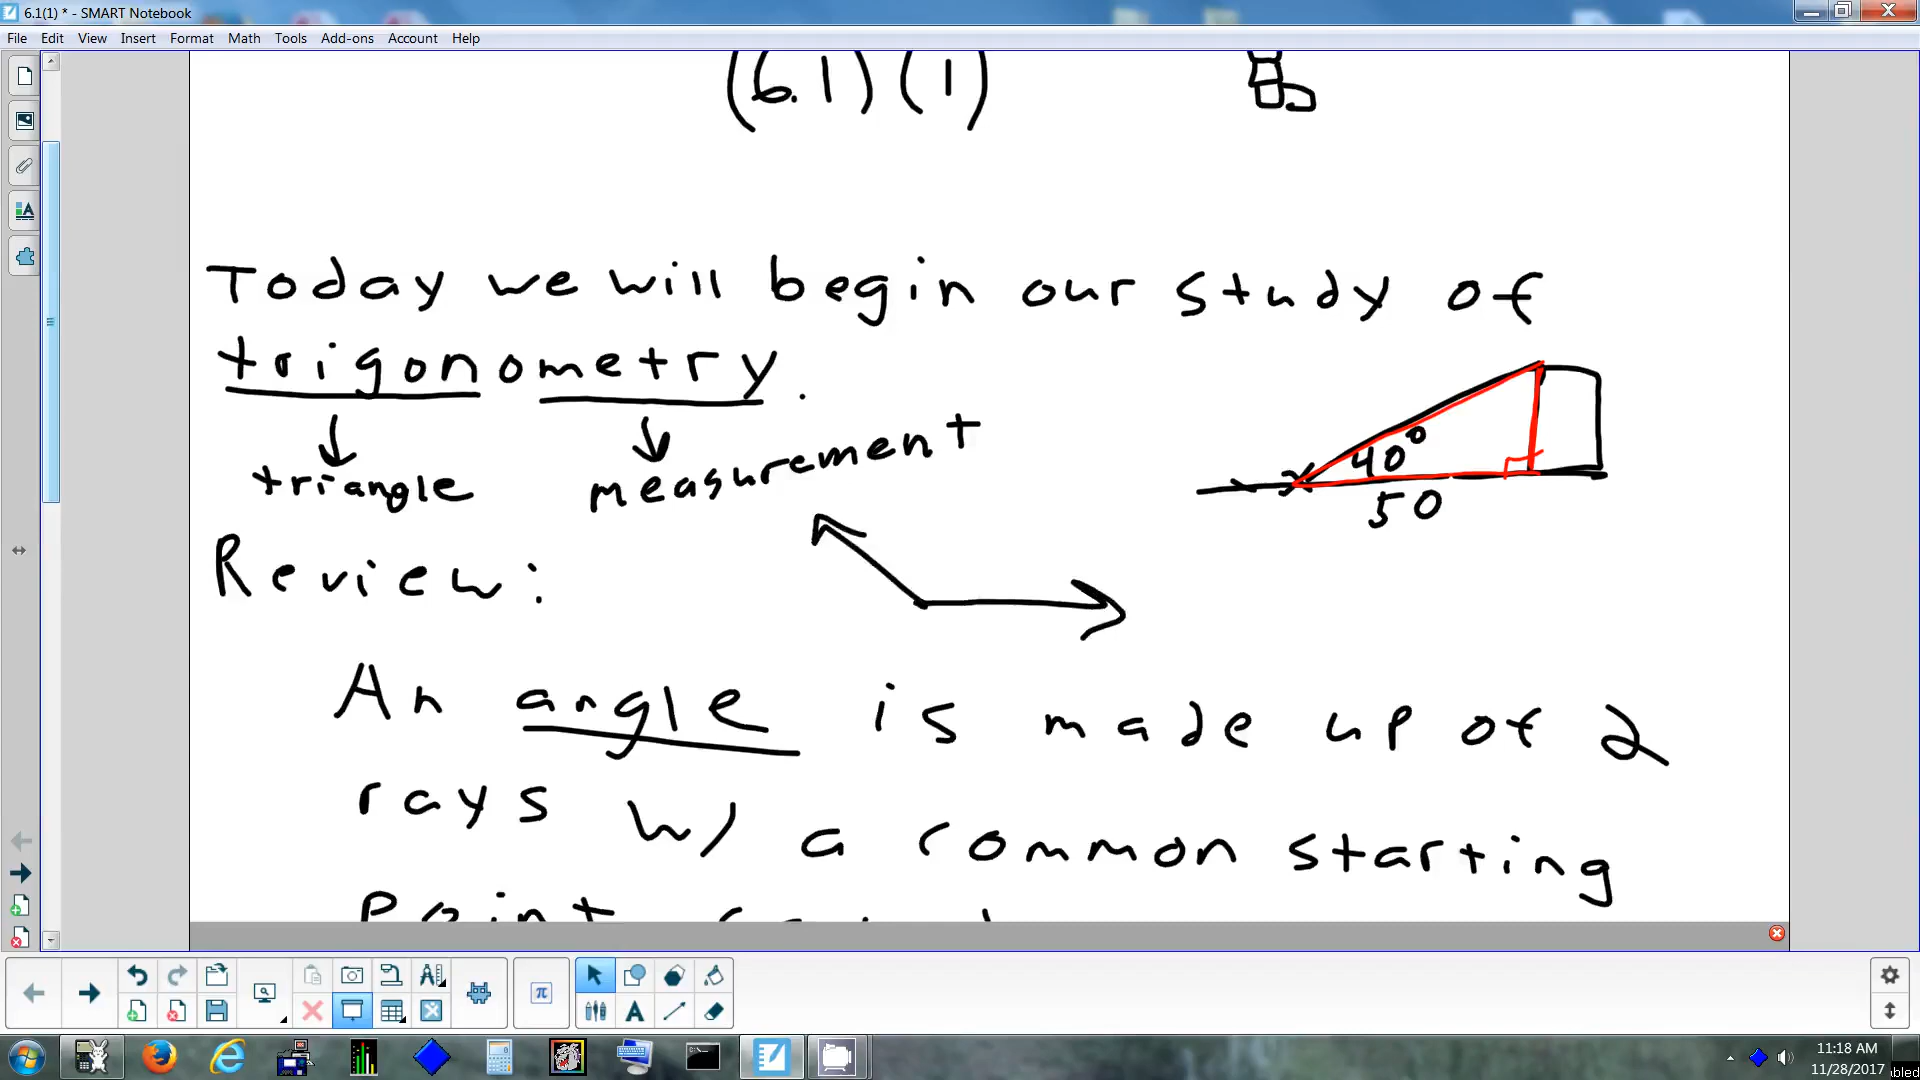 6.1(1) * - SMART Notebook
File Edit View Insert Format Math Tools Add-ons Account Help
(6.1) (1)
Today we will begin our study of
trigonometry.
triangle measurement
40°
50
Review:
An angle is made up of 2
rays w/ a common starting
point
π
A
11:18 AM
11/28/2017
bled